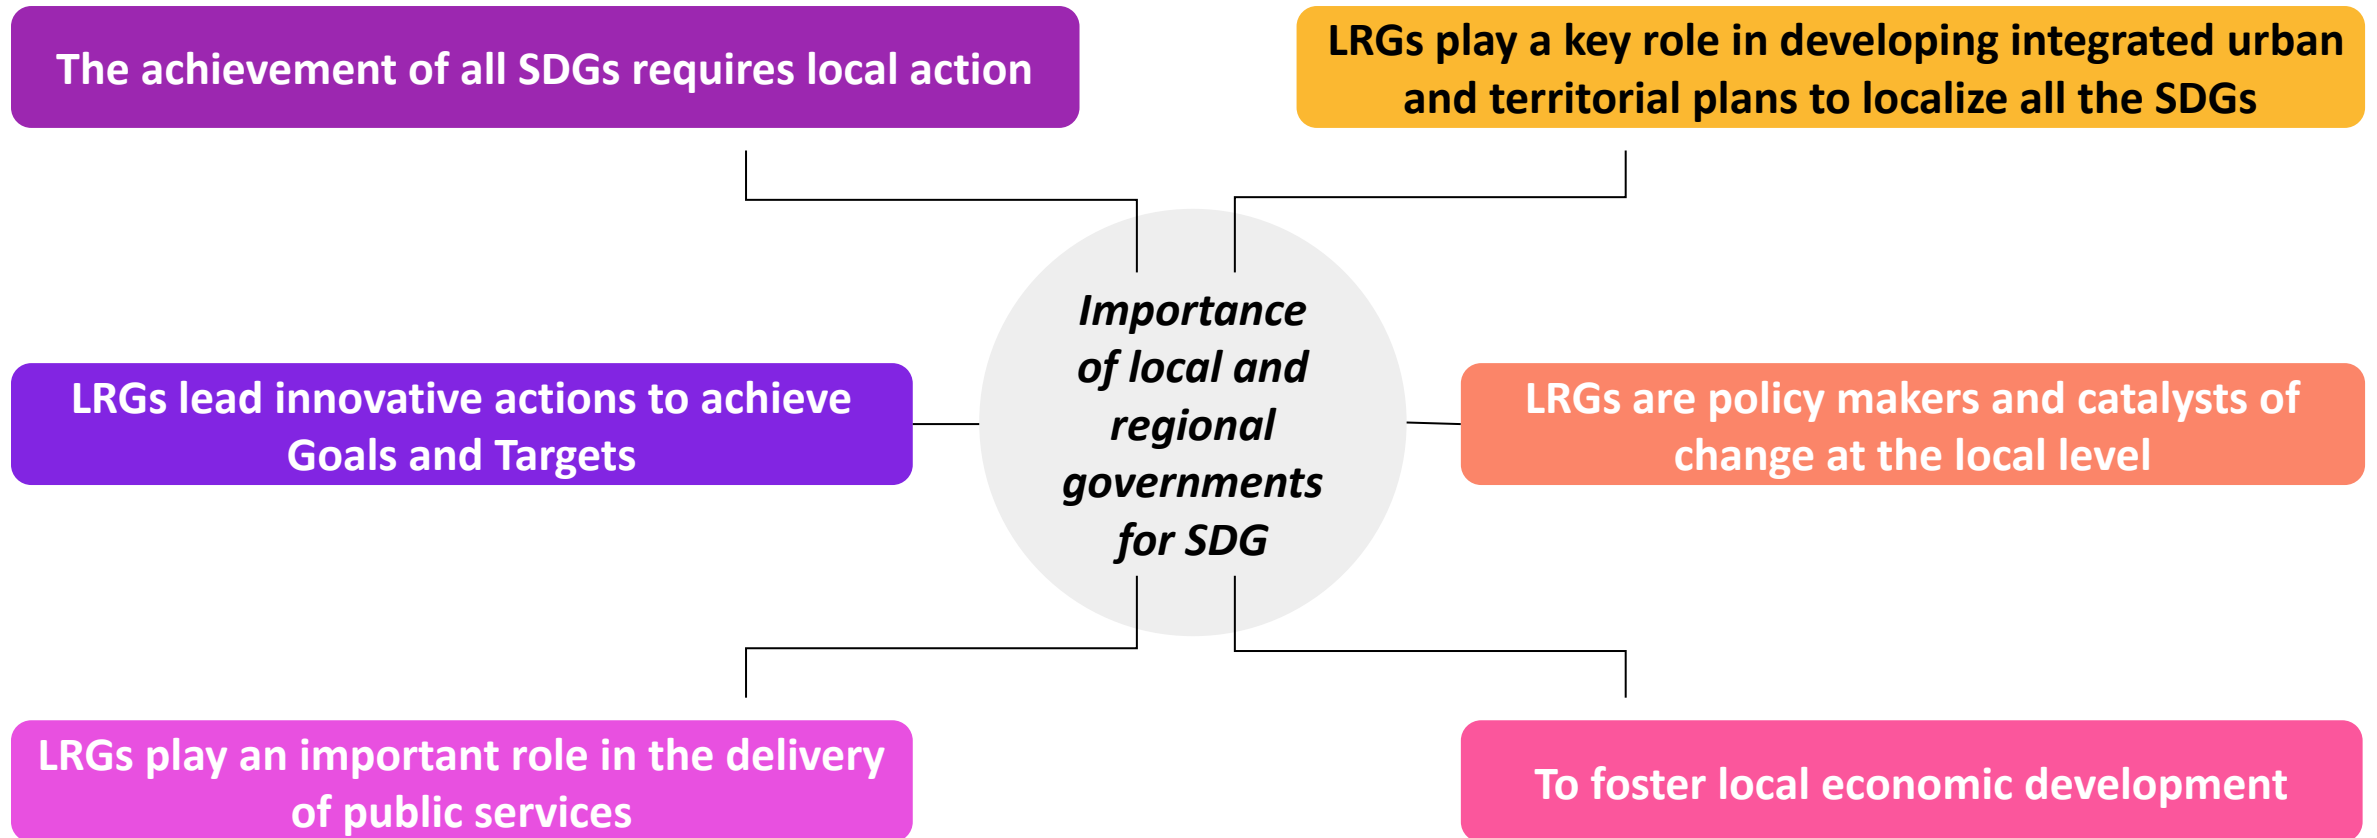 The achievement of all SDGs requires local action
LRGs play a key role in developing integrated urban
and territorial plans to localize all the SDGs
LRGs lead innovative actions to achieve
Goals and Targets
Importance
of local and
regional
governments
for SDG
LRGs are policy makers and catalysts of
change at the local level
LRGs play an important role in the delivery
of public services
To foster local economic development